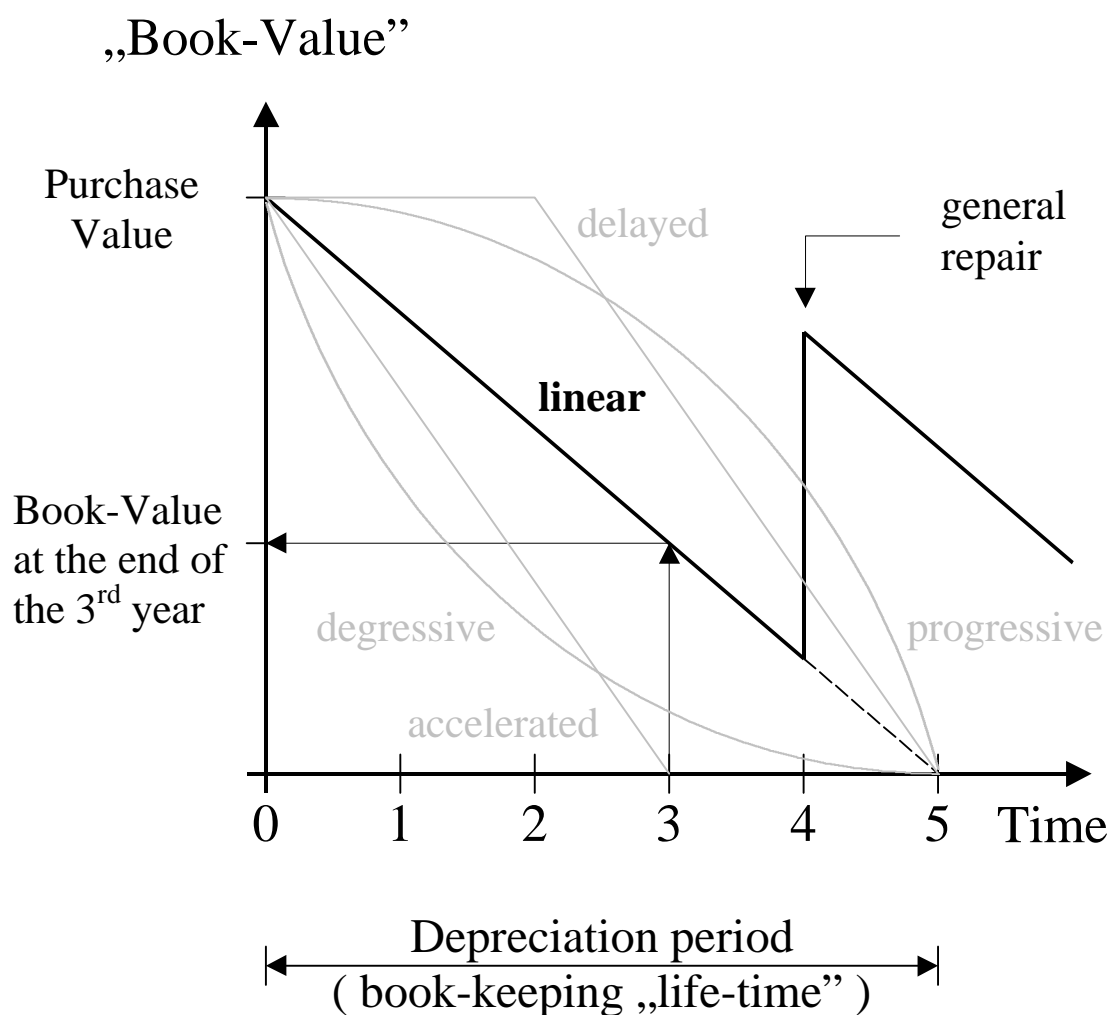 „Book-Value”
Purchase
Value
delayed
general
repair
linear
Book-Value
at the end of
the 3rd year
degressive
progressive
accelerated
0 1 2 3 4 5 Time
Depreciation period
( book-keeping „life-time” )